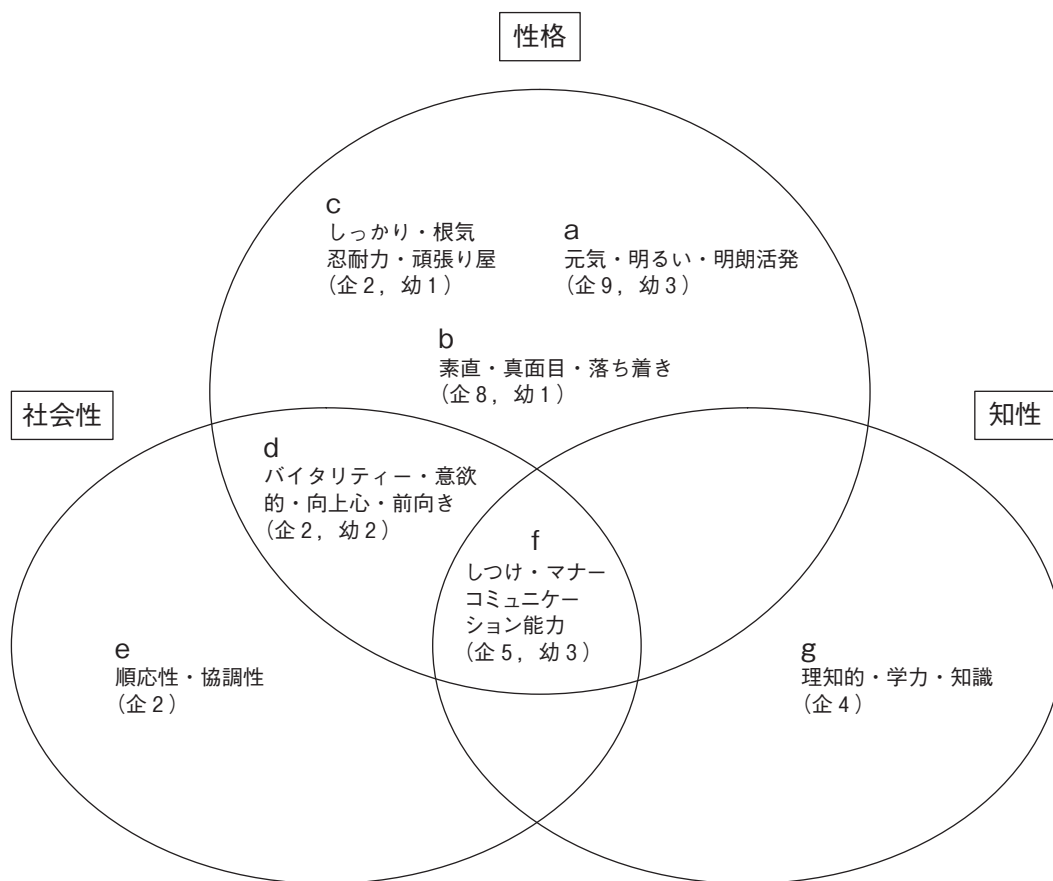 性格
c
しっかり・根気
忍耐力・頑張り屋
(企2，幼1)
a
元気・明るい・明朗活発
(企9，幼3)
b
素直・真面目・落ち着き
(企8，幼1)
社会性
知性
d
バイタリティー・意欲
的・向上心・前向き
(企2，幼2)
f
しつけ・マナー
コミュニケー
ション能力
(企5，幼3)
e
順応性・協調性
(企2)
g
理知的・学力・知識
(企4)